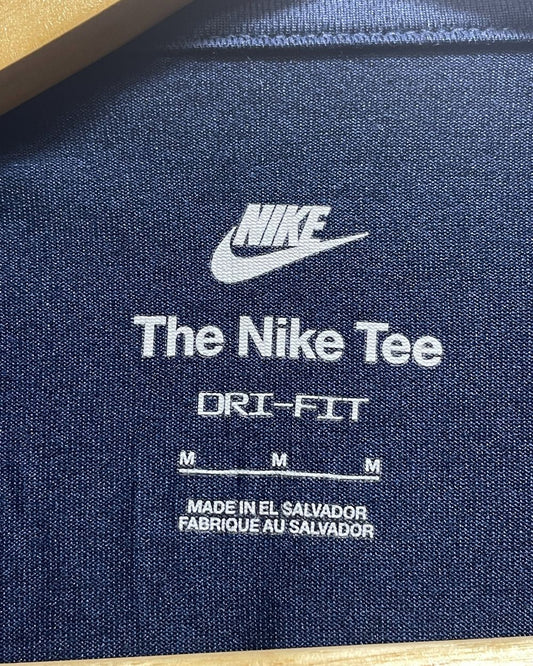 NIKE
The Nike Tee
DRI-FIT
M M M
MADE IN EL SALVADOR
FABRIQUE AU SALVADOR